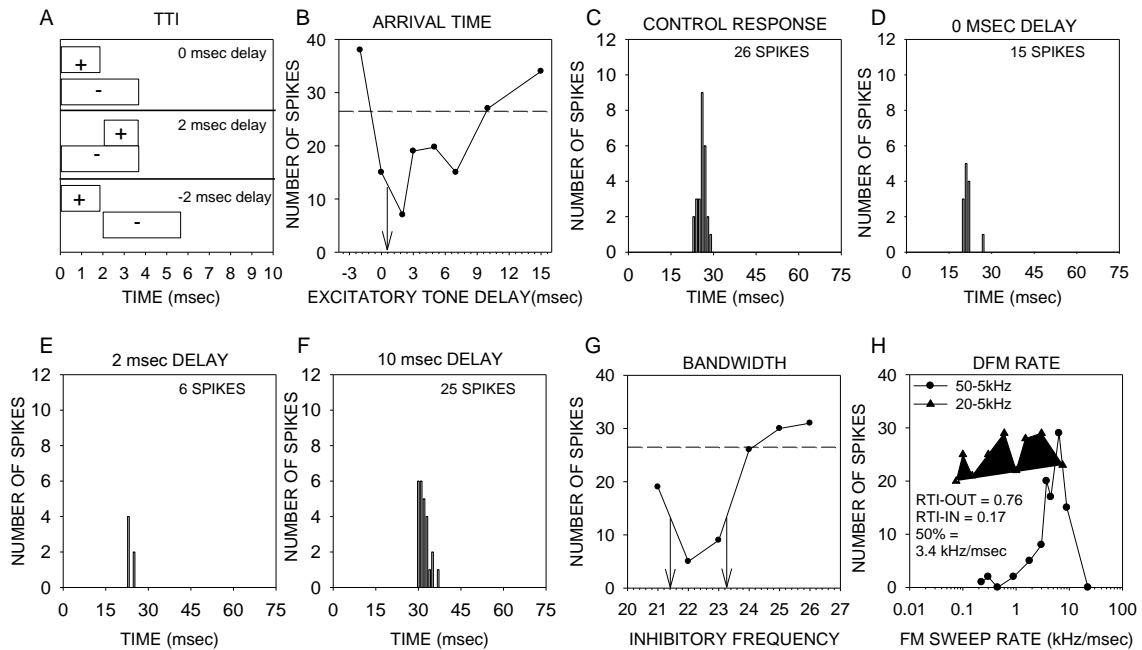 A
TTI
0 msec delay
+
-
2 msec delay
+
-
-2 msec delay
+
-
0 1 2 3 4 5 6 7 8 9 10
TIME (msec)
B
ARRIVAL TIME
NUMBER OF SPIKES
40
30
20
10
0
-3 0 3 6 9 12 15
EXCITATORY TONE DELAY(msec)
C
CONTROL RESPONSE
26 SPIKES
NUMBER OF SPIKES
12
10
8
6
4
2
0
0 15 30 45 60 75
TIME (msec)
D
0 MSEC DELAY
15 SPIKES
NUMBER OF SPIKES
12
10
8
6
4
2
0
0 15 30 45 60 75
TIME (msec)
E
2 msec DELAY
6 SPIKES
NUMBER OF SPIKES
12
10
8
6
4
2
0
0 15 30 45 60 75
TIME (msec)
F
10 msec DELAY
25 SPIKES
NUMBER OF SPIKES
12
10
8
6
4
2
0
0 15 30 45 60 75
TIME (msec)
G
BANDWIDTH
NUMBER OF SPIKES
40
30
20
10
0
20 21 22 23 24 25 26 27
INHIBITORY FREQUENCY
H
DFM RATE
50-5kHz
20-5kHz
RTI-OUT = 0.76
RTI-IN = 0.17
50% =
3.4 kHz/msec
NUMBER OF SPIKES
40
30
20
10
0
0.01 0.1 1 10 100
FM SWEEP RATE (kHz/msec)